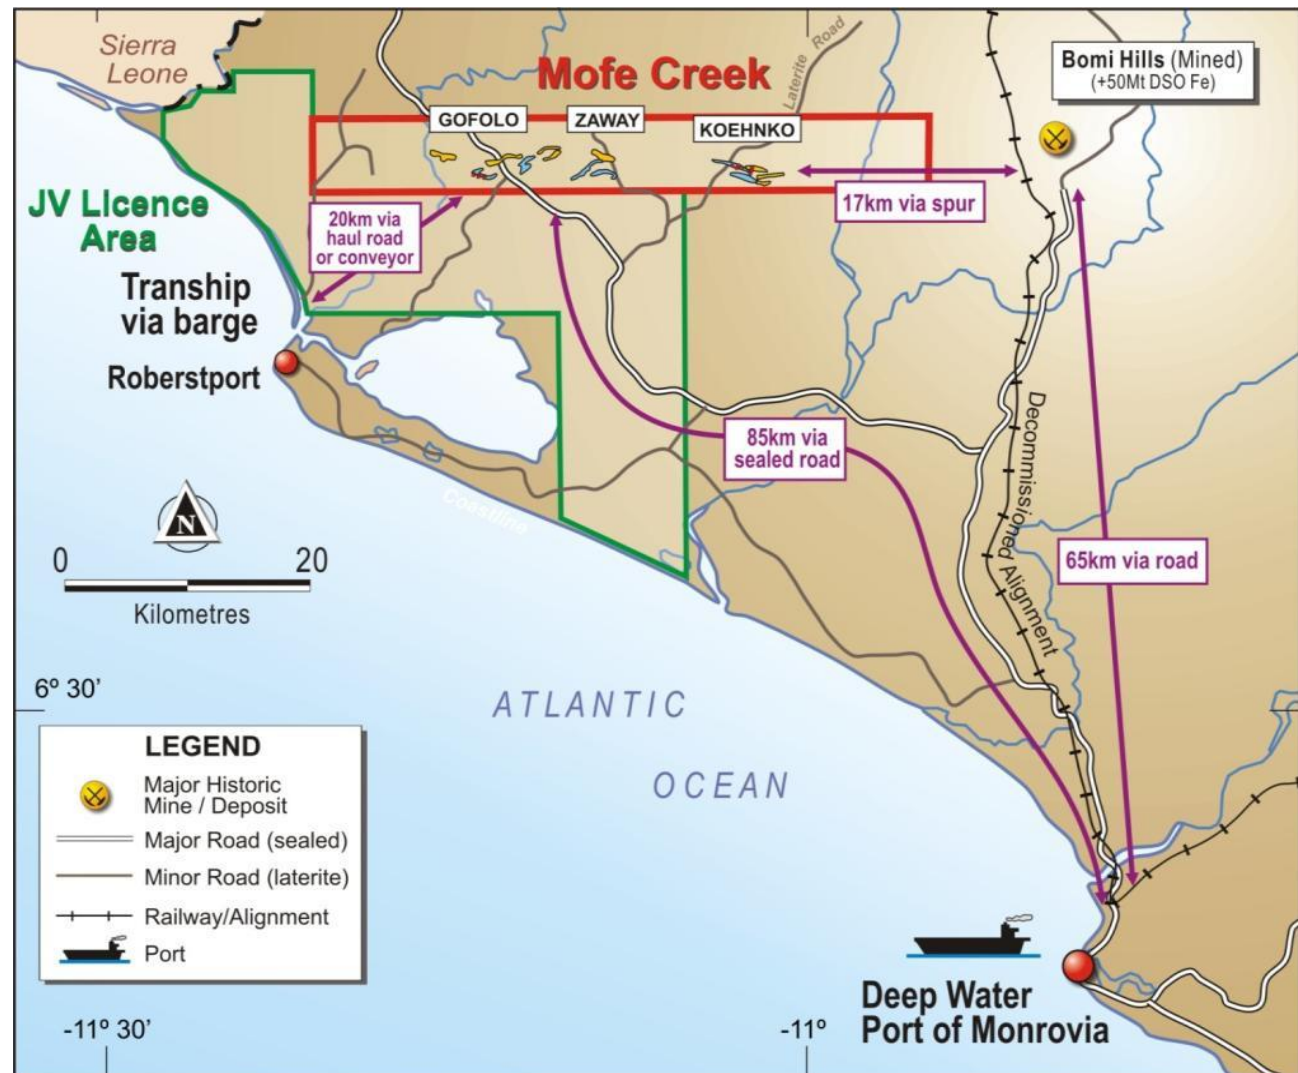 Sierra
Leone
Mofe Creek
Laterite Road
Bomi Hills (Mined)
(+50Mt DSO Fe)
GOFOLO
ZAWAY
KOEHNKO
JV Licence
Area
20km via
haul road
or conveyor
17km via spur
Tranship
via barge
Roberstport
85km via
sealed road
Decommissioned Alignment
65km via road
Coastline
N
0
20
Kilometres
6º 30’
ATLANTIC
OCEAN
LEGEND
Major Historic
Mine / Deposit
Major Road (sealed)
Minor Road (laterite)
Railway/Alignment
Port
Deep Water
Port of Monrovia
-11º 30’
-11º